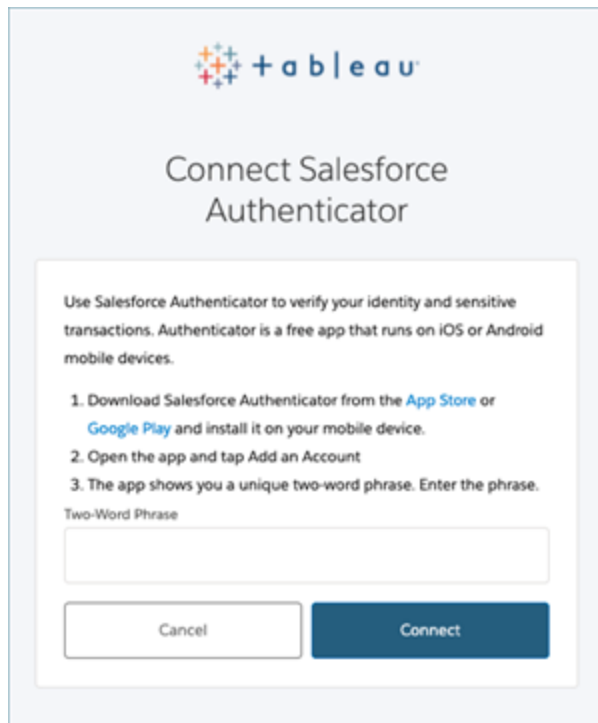 +ableau
Connect Salesforce
Authenticator
Use Salesforce Authenticator to verify your identity and sensitive
transactions. Authenticator is a free app that runs on iOS or Android
mobile devices.
1. Download Salesforce Authenticator from the App Store or
Google Play and install it on your mobile device.
2. Open the app and tap Add an Account
3. The app shows you a unique two-word phrase. Enter the phrase.
Two-Word Phrase
Cancel
Connect